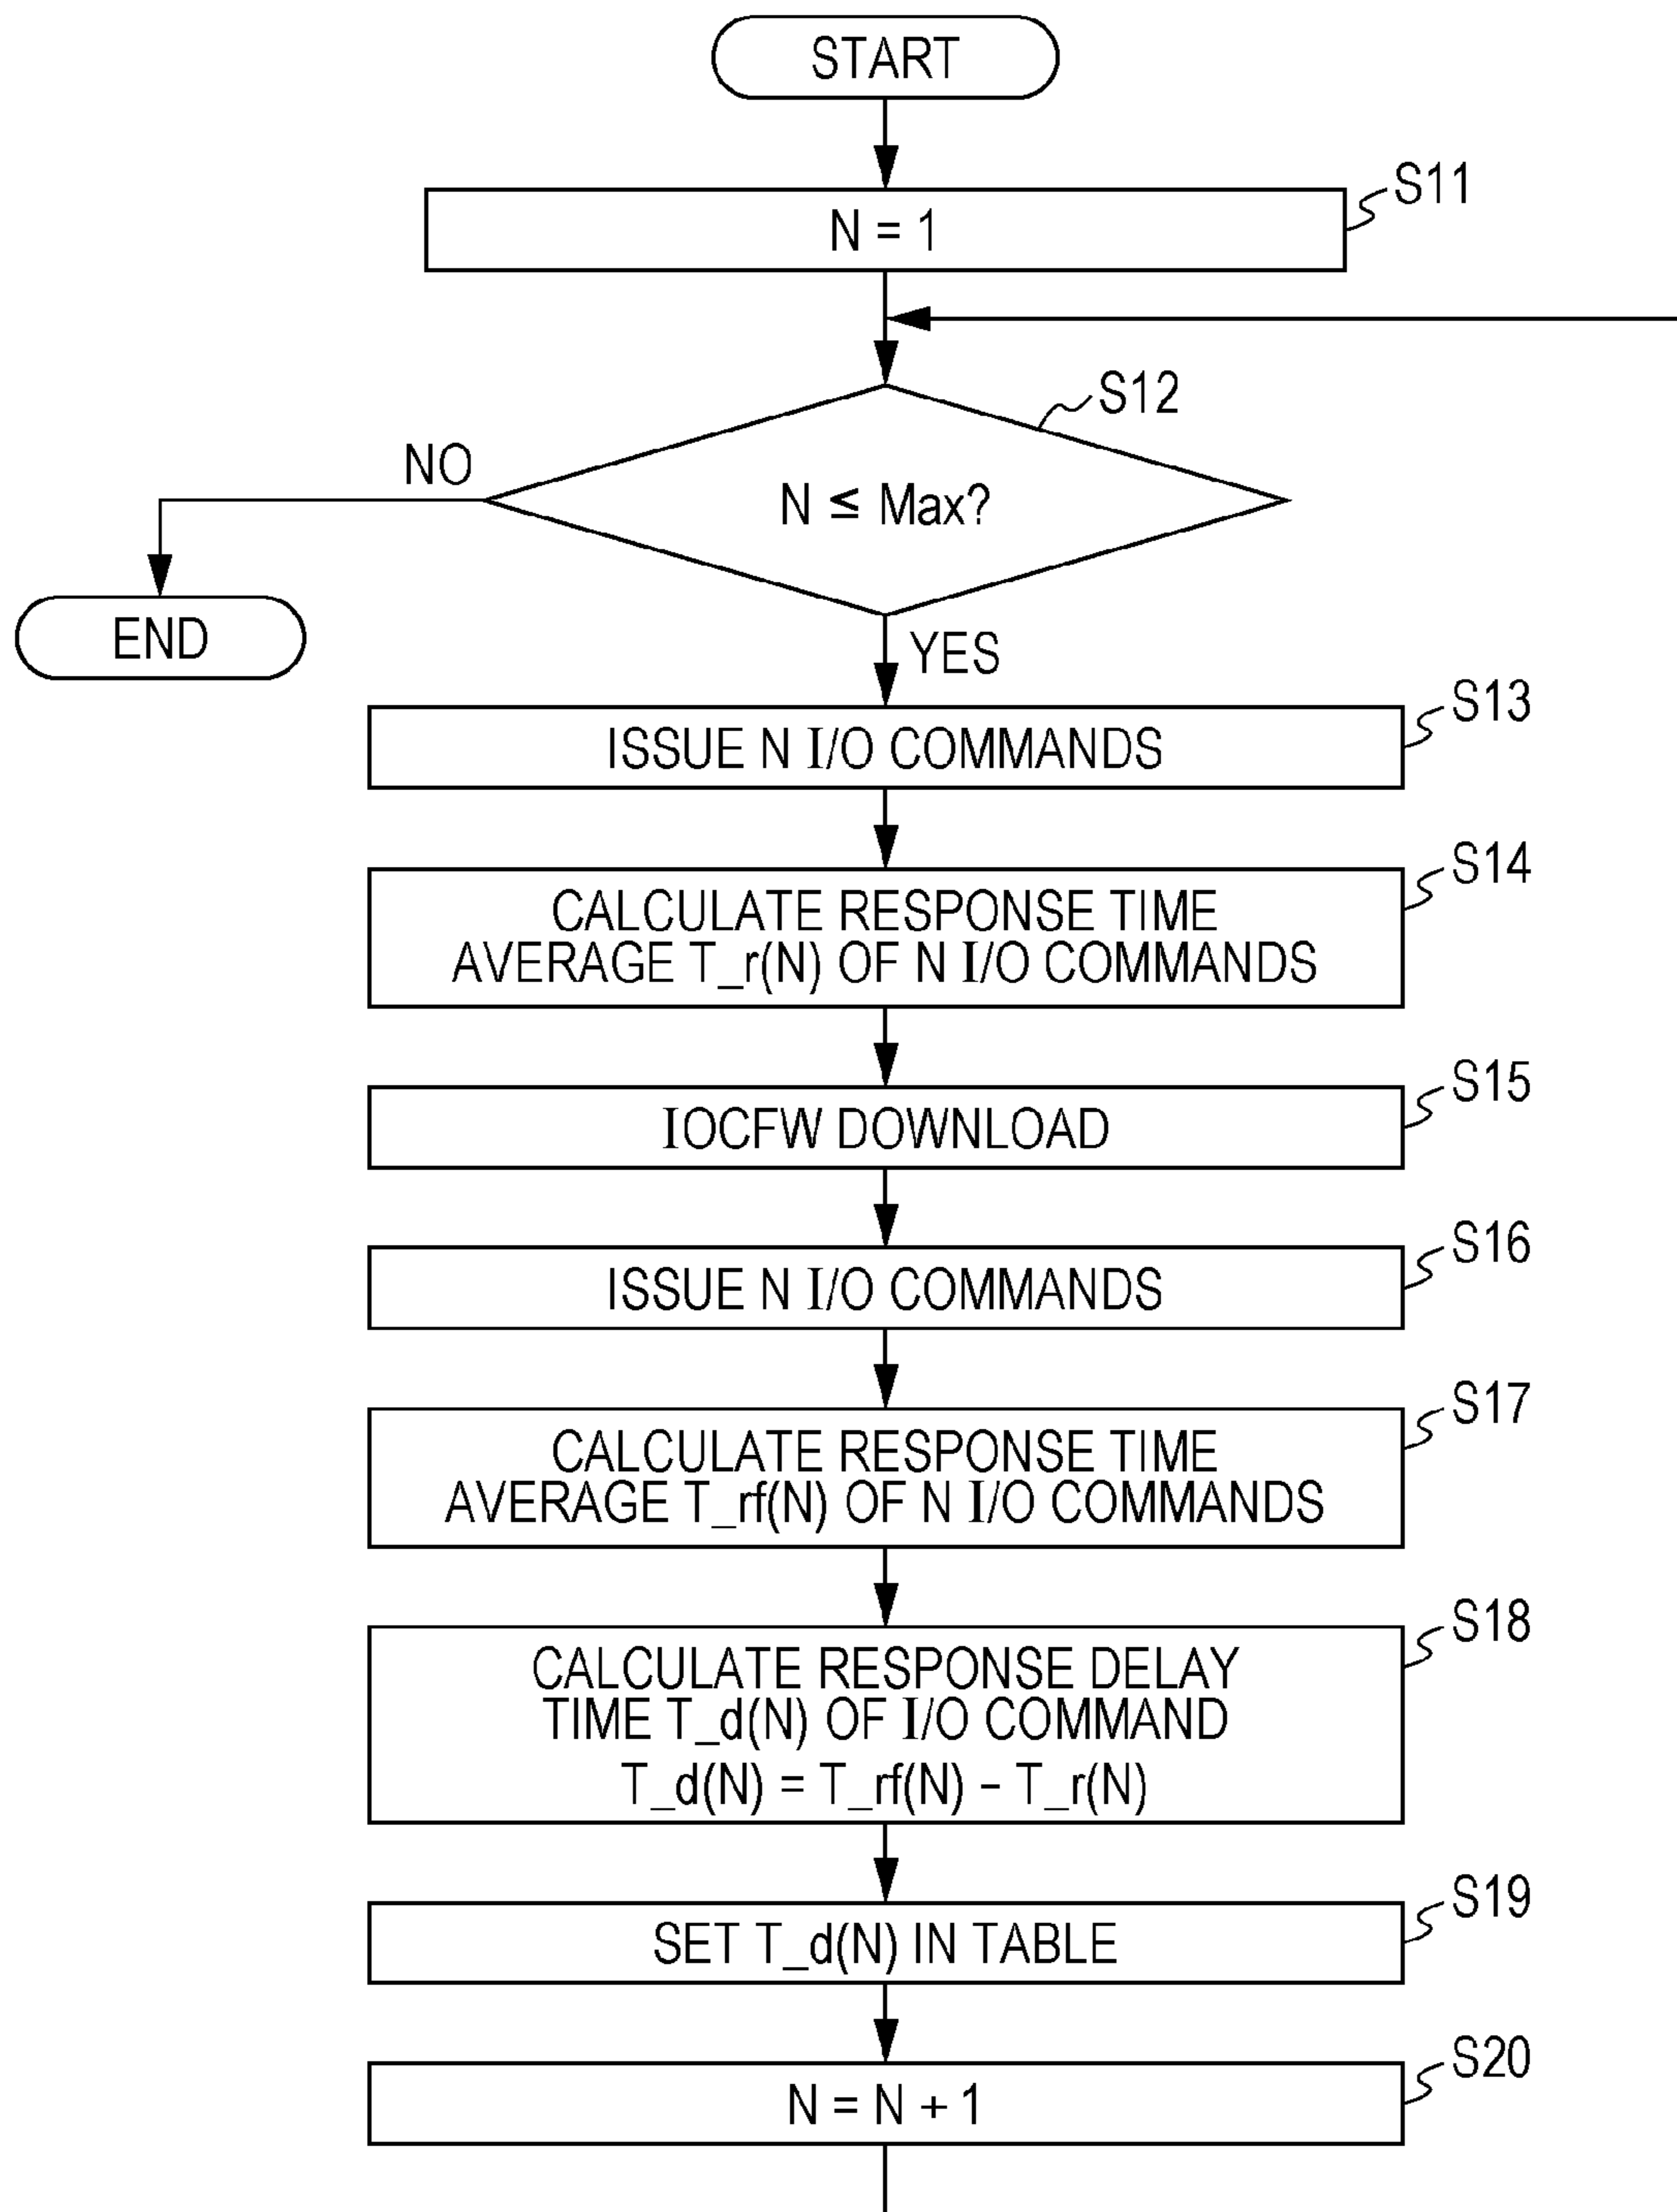 START
S11
N = 1
S12
NO
N ≤ Max?
END
YES
S13
ISSUE N I/O COMMANDS
S14
CALCULATE RESPONSE TIME
AVERAGE T_r(N) OF N I/O COMMANDS
S15
IOCFW DOWNLOAD
S16
ISSUE N I/O COMMANDS
S17
CALCULATE RESPONSE TIME
AVERAGE T_rf(N) OF N I/O COMMANDS
S18
CALCULATE RESPONSE DELAY
TIME T_d(N) OF I/O COMMAND
T_d(N) = T_rf(N) – T_r(N)
S19
SET T_d(N) IN TABLE
S20
N = N + 1